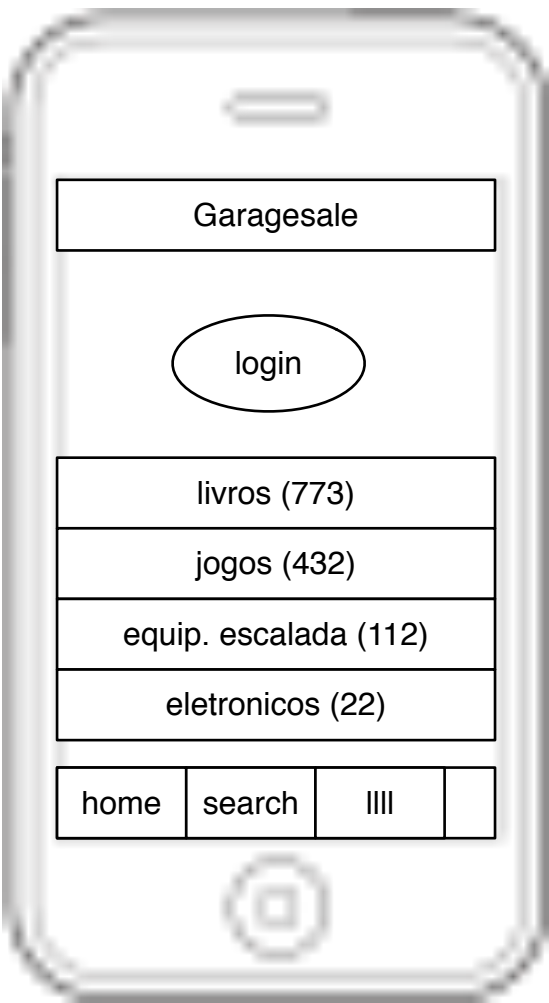 Garagesale
login
livros (773)
jogos (432)
equip. escalada (112)
eletronicos (22)
home search llll